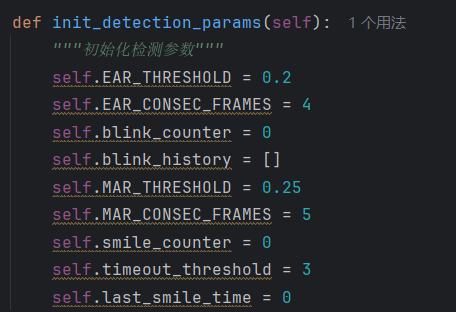 def init_detection_params(self): 1个用法
"""初始化检测参数"""
self.EAR_THRESHOLD = 0.2
self.EAR_CONSEC_FRAMES = 4
self.blink_counter = 0
self.blink_history = []
self.MAR_THRESHOLD = 0.25
self.MAR_CONSEC_FRAMES = 5
self.smile_counter = 0
self.timeout_threshold = 3
self.last_smile_time = 0